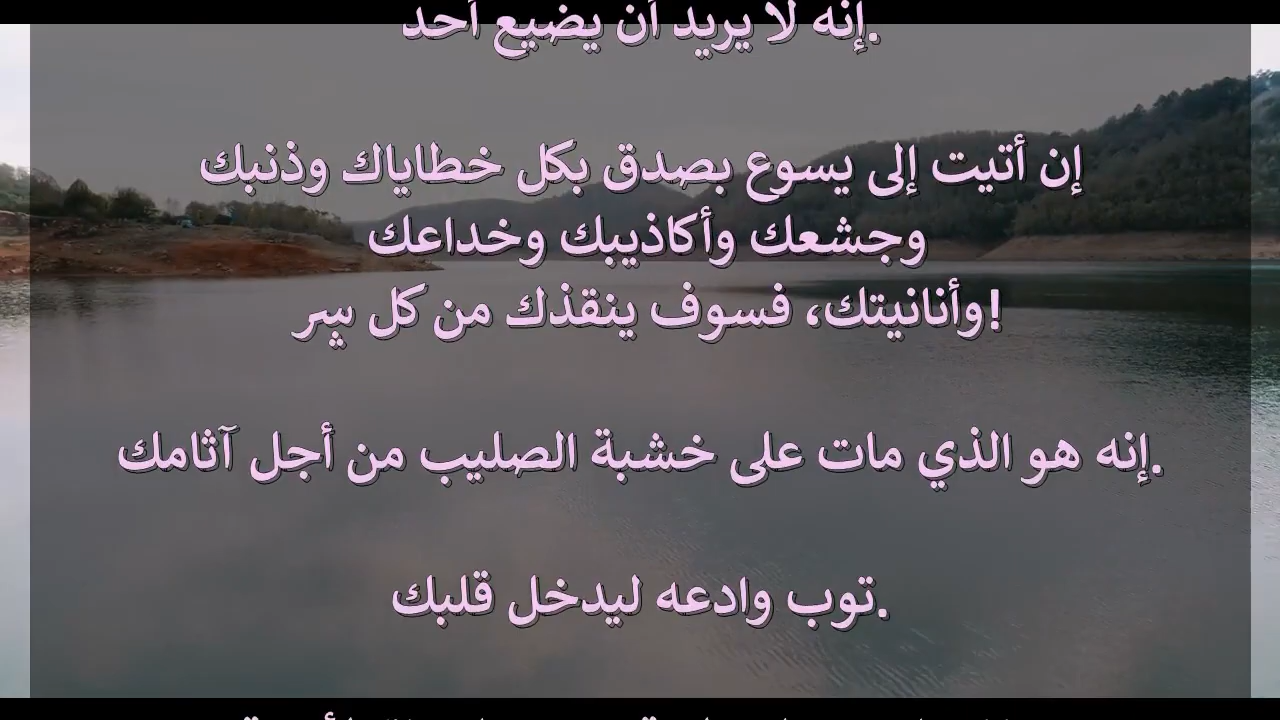 إنه لا يريد أن يضيع أحد.
إن أتيت إلى يسوع بصدق بكل خطاياك وذنبك
وجشعك وأكاذيبك وخداعك
وأنانيتك، فسوف ينقذك من كل سٍر!
إنه هو الذي مات على خشبة الصليب من أجل آثامك.
توب وادعه ليدخل قلبك.